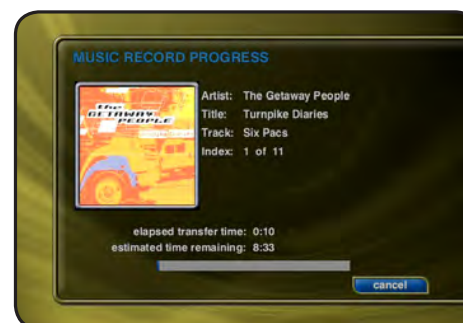 MUSIC RECORD PROGRESS
the
GETAWAY
PEOPLE
Artist: The Getaway People
Title: Turnpike Diaries
Track: Six Pacs
Index: 1 of 11
elapsed transfer time: 0:10
estimated time remaining: 8:33
cancel